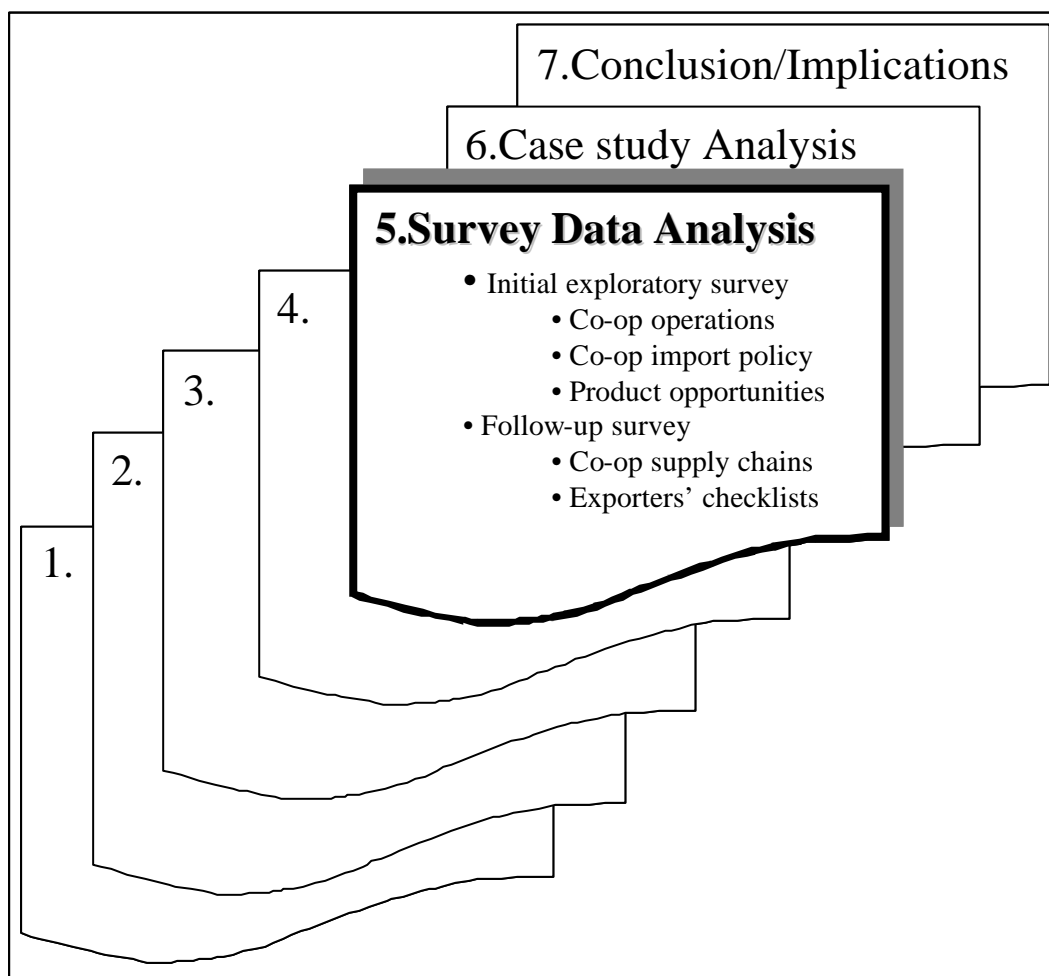 7.Conclusion/Implications
6.Case study Analysis
5.Survey Data Analysis
• Initial exploratory survey
• Co-op operations
• Co-op import policy
• Product opportunities
• Follow-up survey
• Co-op supply chains
• Exporters’ checklists
4.
3.
2.
1.